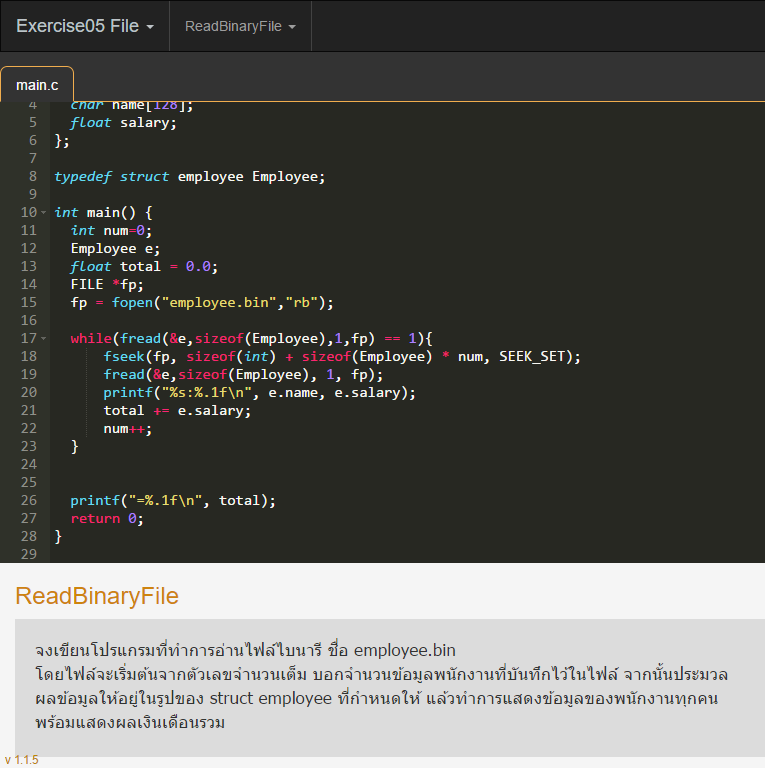 Exercise05 File ReadBinaryFile
main.c
4 char name[128];
5 float salary;
6 };
7
8 typedef struct employee Employee;
9
10 int main() {
11 int num=0;
12 Employee e;
13 float total = 0.0;
14 FILE *fp;
15 fp = fopen("employee.bin","rb");
16
17 while(fread(&e,sizeof(Employee),1,fp) == 1){
18 fseek(fp, sizeof(int) + sizeof(Employee) * num, SEEK_SET);
19 fread(&e,sizeof(Employee), 1, fp);
20 printf("%s:%.1f\n", e.name, e.salary);
21 total += e.salary;
22 num++;
23 }
24
25
26 printf("=%.1f\n", total);
27 return 0;
28 }
29
ReadBinaryFile
จงเขียนโปรแกรมที่ทำการอ่านไฟล์ไบนารี ชื่อ employee.bin
โดยไฟล์จะเริ่มต้นจากตัวเลขจำนวนเต็ม บอกจำนวนข้อมูลพนักงานที่บันทึกไว้ในไฟล์ จากนั้นประมวล
ผลข้อมูลให้อยู่ในรูปของ struct employee ที่กำหนดให้ แล้วทำการแสดงข้อมูลของพนักงานทุกคน
พร้อมแสดงผลเงินเดือนรวม
v 1.1.5